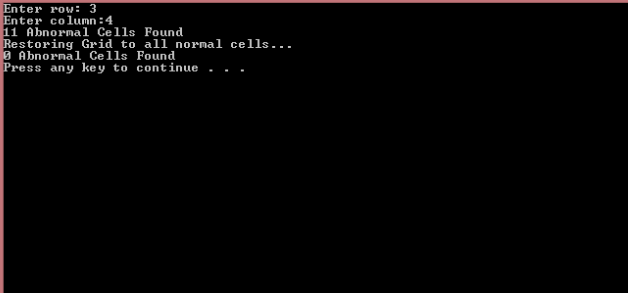 Enter row: 3
Enter column:4
11 Abnormal Cells Found
Restoring Grid to all normal cells...
0 Abnormal Cells Found
Press any key to continue . . .